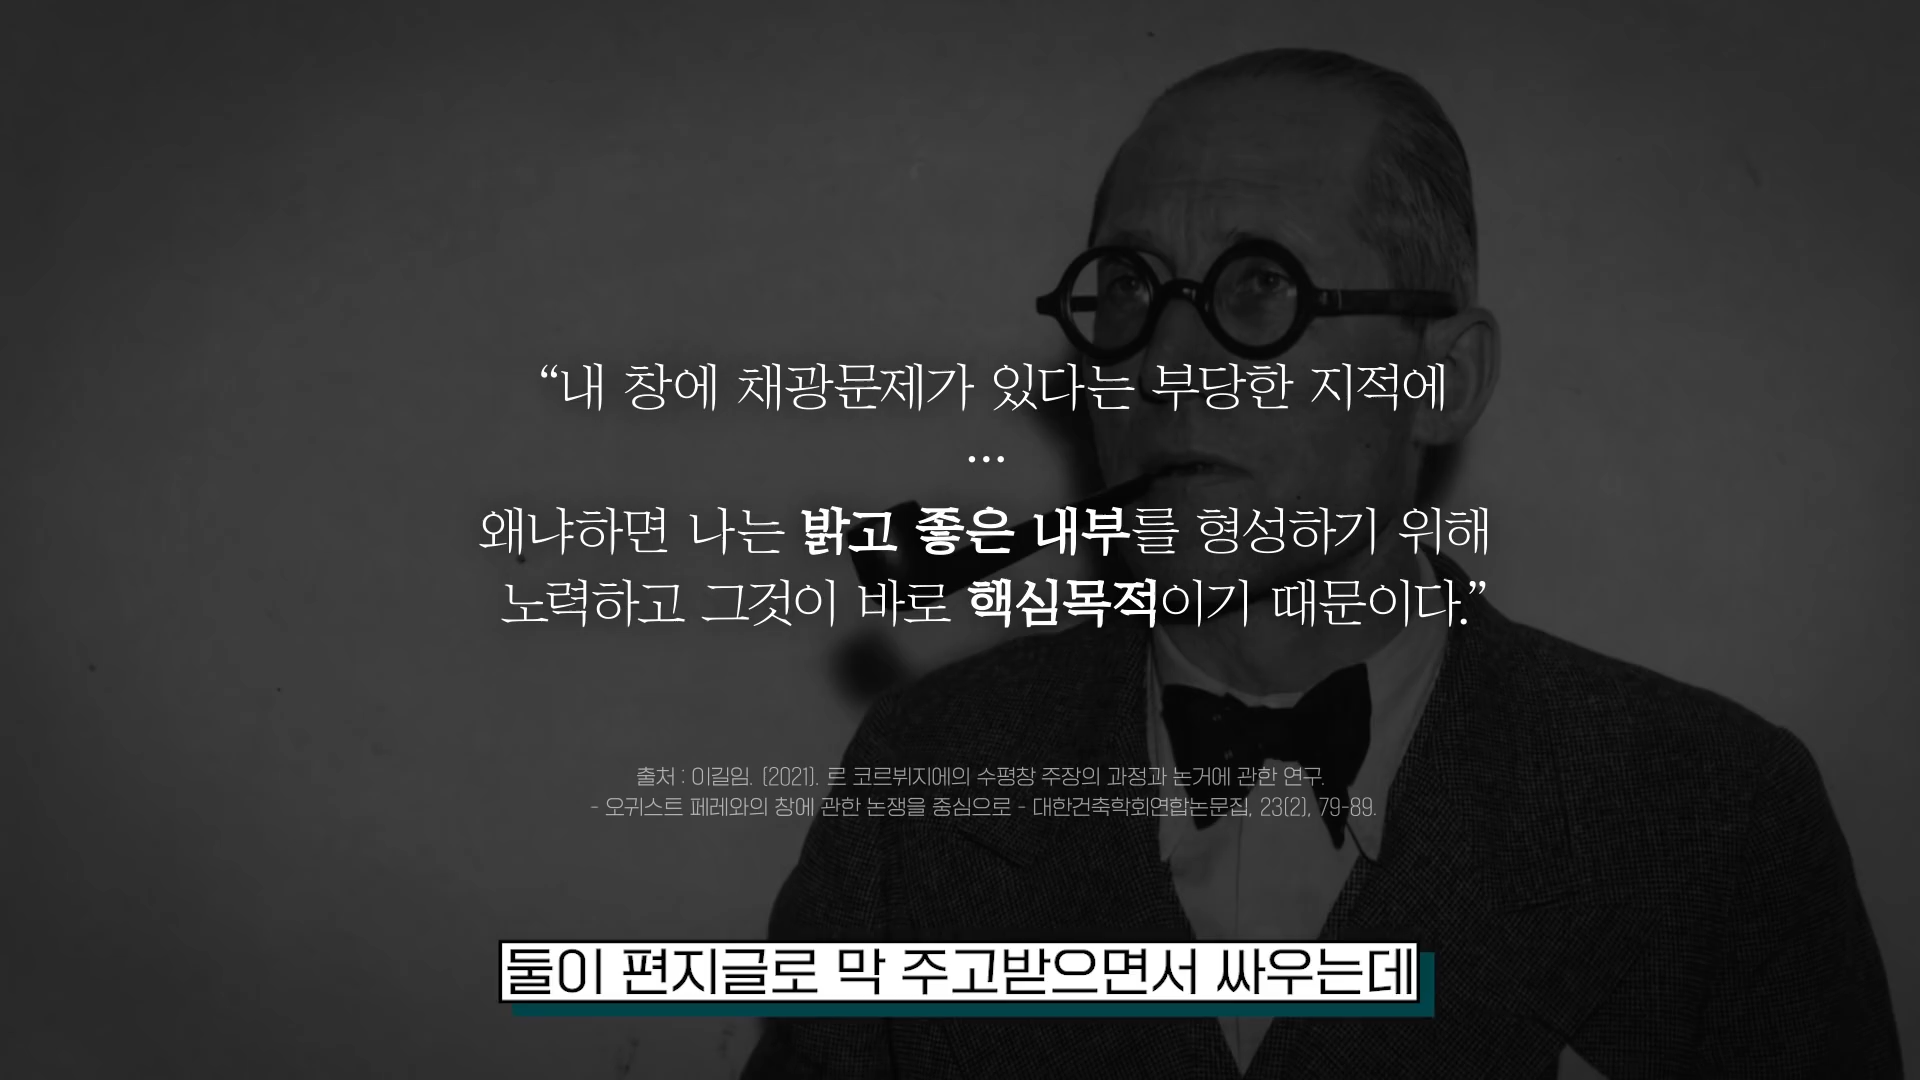 “내 창에 채광문제가 있다는 부당한 지적에
...
왜냐하면 나는 밝고 좋은 내부를 형성하기 위해
노력하고 그것이 바로 핵심목적이기 때문이다.”
출처 : 이길임. (2021). 르 코르뷔지에의 수평창 주장의 과정과 논거에 관한 연구.
- 오귀스트 페레와의 창에 관한 논쟁을 중심으로 - 대한건축학회연합논문집, 23(2), 79-89.
둘이 편지글로 막 주고받으면서 싸우는데